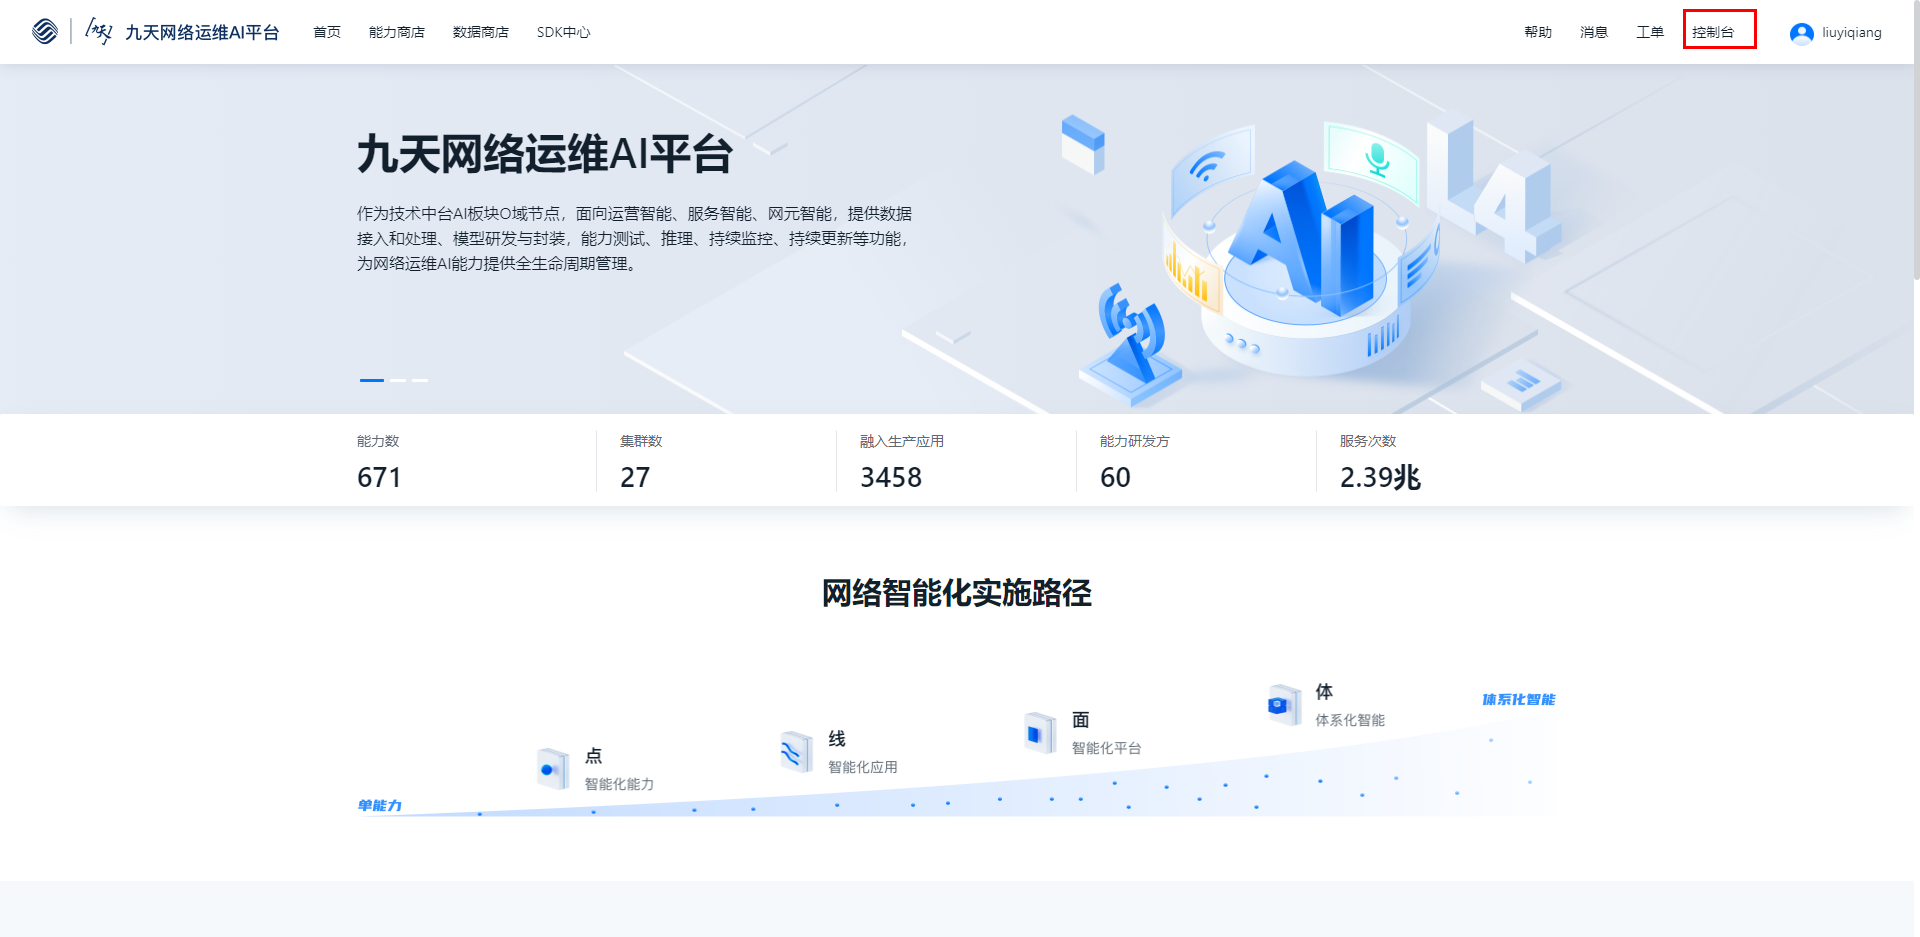 九天网络运维AI平台 首页 能力商店 数据商店 SDK中心 帮助 消息 工单 控制台 liuyiqiang
九天网络运维AI平台
作为技术中台AI板块O域节点，面向运营智能、服务智能、网元智能，提供数据
接入和处理、模型研发与封装，能力测试、推理、持续监控、持续更新等功能，
为网络运维AI能力提供全生命周期管理。
AI
L4
能力数 集群数 融入生产应用 能力研发方 服务次数
671 27 3458 60 2.39兆
网络智能化实施路径
体
体系化智能
体系化智能
面
智能化平台
线
智能化应用
点
智能化能力
单能力